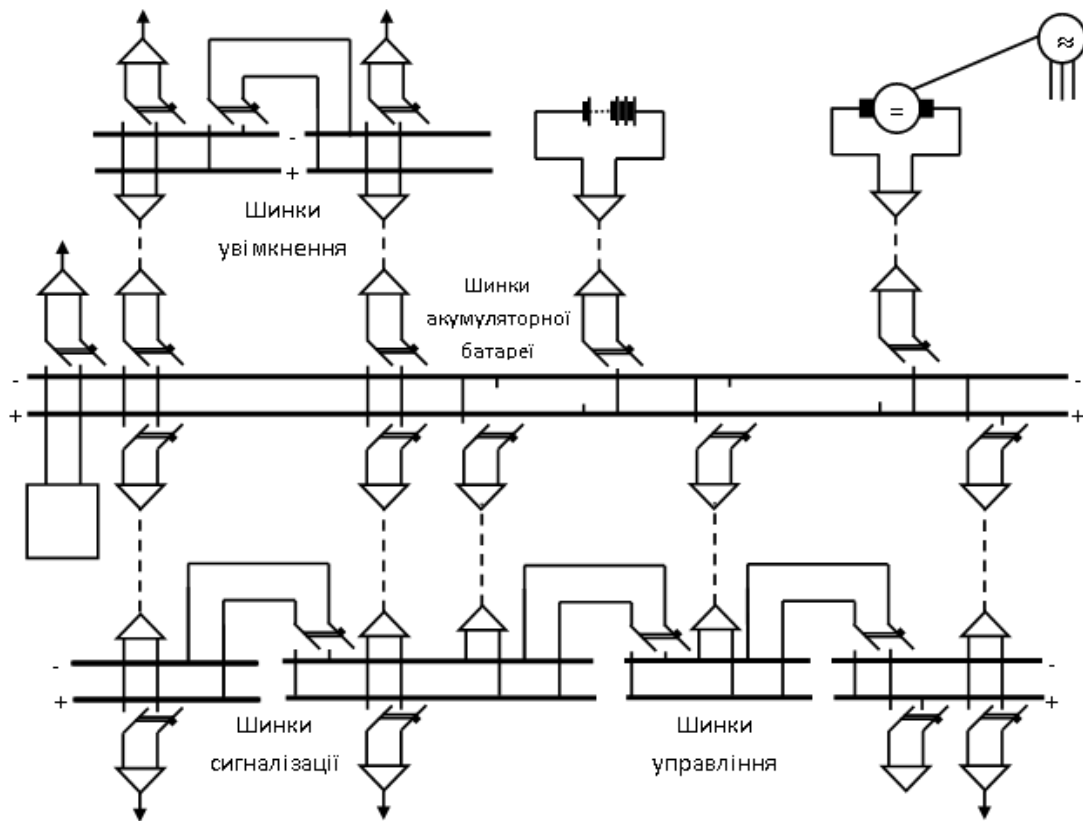 ≈
=
-
+
Шинки
увімкнення
Шинки
акумуляторної
батареї
-
-
+
+
-
-
+
+
Шинки
сигналізації
Шинки
управління